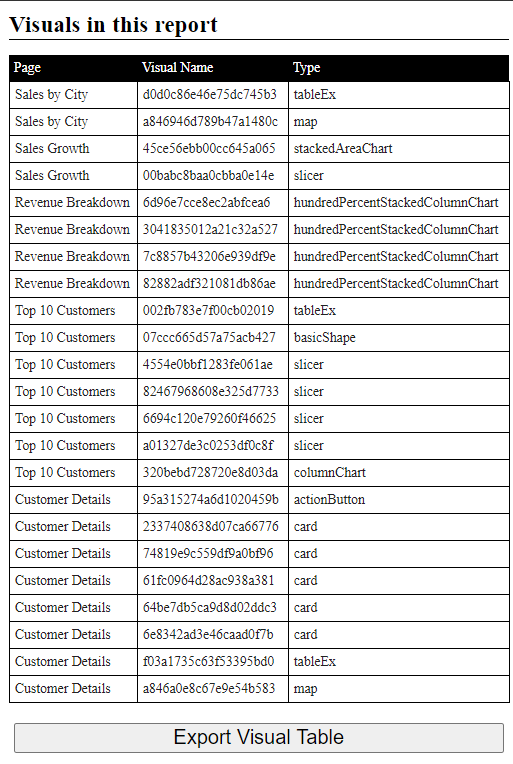 Visuals in this report
Page Visual Name Type
Sales by City d0d0c86e46e75dc745b3 tableEx
Sales by City a846946d789b47a1480c map
Sales Growth 45ce56ebb00cc645a065 stackedAreaChart
Sales Growth 00babc8baa0cbba0e14e slicer
Revenue Breakdown 6d96e7cce8ec2abfcea6 hundredPercentStackedColumnChart
Revenue Breakdown 3041835012a21c32a527 hundredPercentStackedColumnChart
Revenue Breakdown 7c8857b43206e939df9e hundredPercentStackedColumnChart
Revenue Breakdown 82882adf321081db86ae hundredPercentStackedColumnChart
Top 10 Customers 002fb783e7f00cb02019 tableEx
Top 10 Customers 07ccc665d57a75acb427 basicShape
Top 10 Customers 4554e0bbf1283fe061ae slicer
Top 10 Customers 82467968608e325d7733 slicer
Top 10 Customers 6694c120e79260f46625 slicer
Top 10 Customers a01327de3c0253df0c8f slicer
Top 10 Customers 320bebd728720e8d03da columnChart
Customer Details 95a315274a6d1020459b actionButton
Customer Details 2337408638d07ca66776 card
Customer Details 74819e9c559df9a0bf96 card
Customer Details 61fc0964d28ac938a381 card
Customer Details 64be7db5ca9d8d02ddc3 card
Customer Details 6e8342ad3e46caad0f7b card
Customer Details f03a1735c63f53395bd0 tableEx
Customer Details a846a0e8c67e9e54b583 map
Export Visual Table